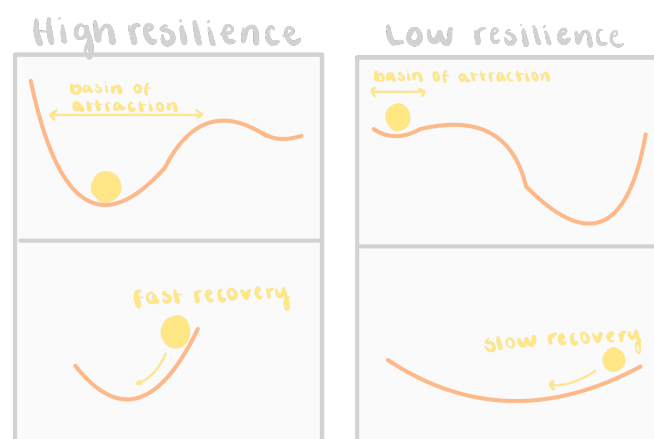 High resilience
Low resilience
basin of
attraction
basin of attraction
fast recovery
slow recovery